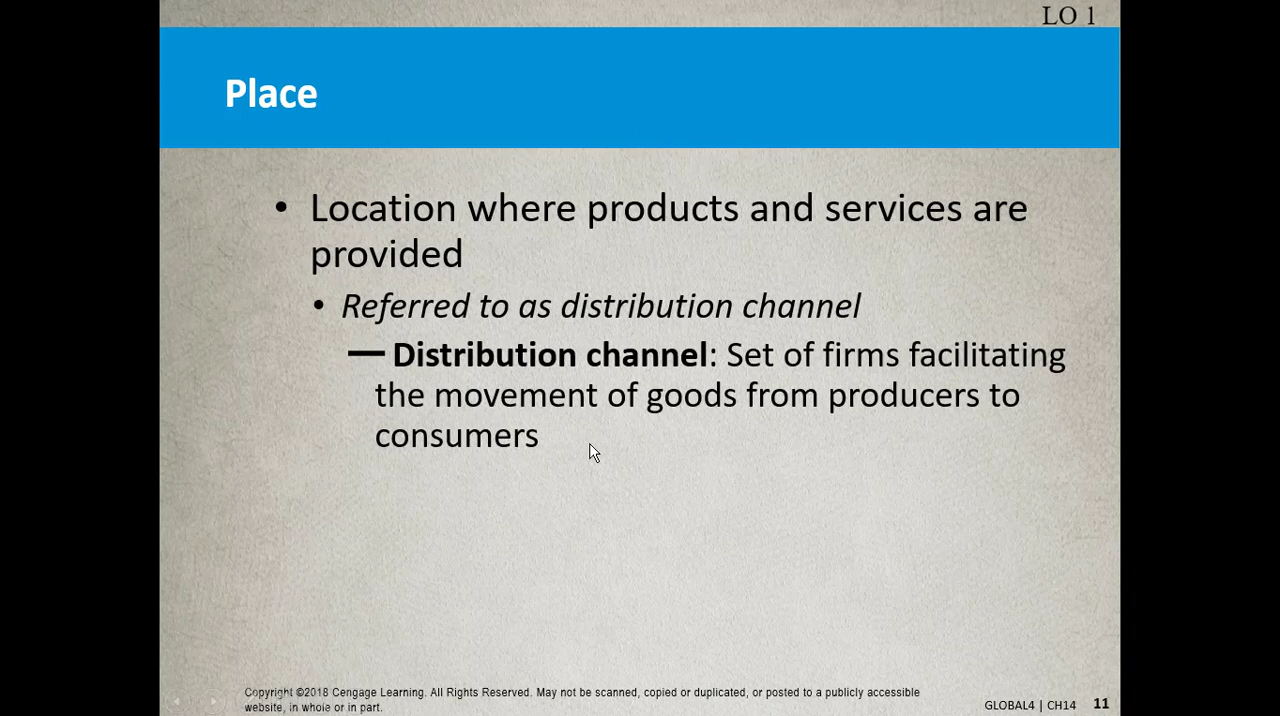 LO 1
Place
• Location where products and services are
provided
• Referred to as distribution channel
— Distribution channel: Set of firms facilitating
the movement of goods from producers to
consumers
Copyright ©2018 Cengage Learning. All Rights Reserved. May not be scanned, copied or duplicated, or posted to a publicly accessible
website, in whole or in part.
GLOBAL4 | CH14 11